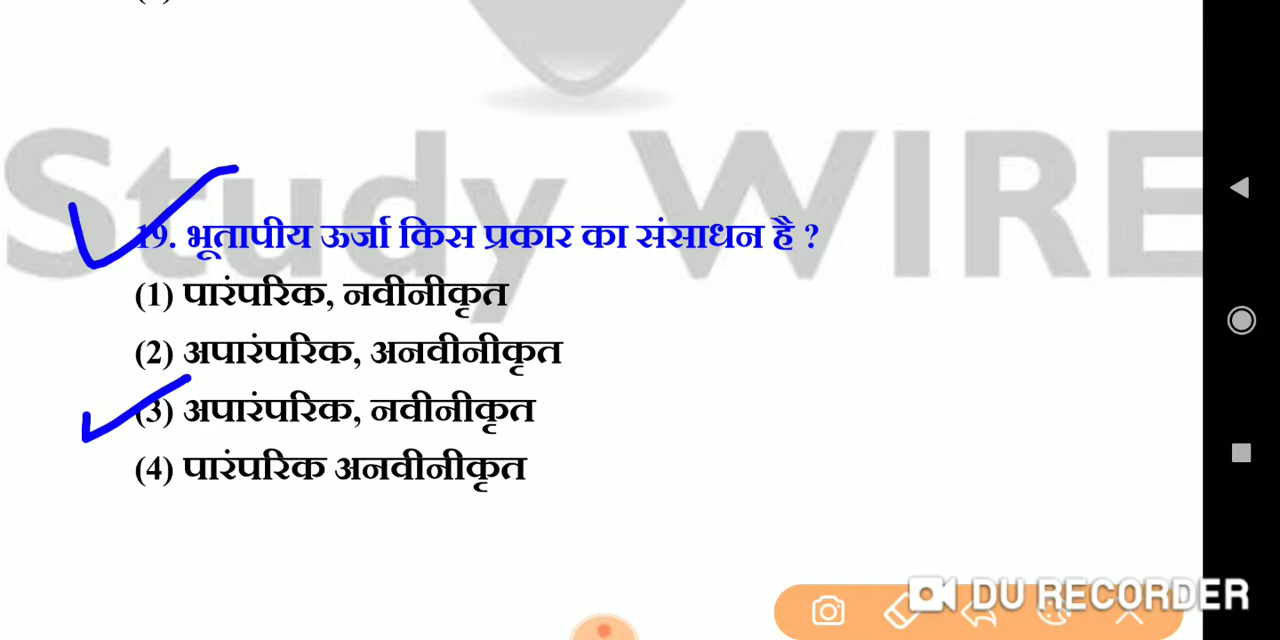 Study WIRE
19. भूतापीय ऊर्जा किस प्रकार का संसाधन है ?
(1) पारंपरिक, नवीनीकृत
(2) अपारंपरिक, अनवीनीकृत
(3) अपारंपरिक, नवीनीकृत
(4) पारंपरिक अनवीनीकृत
DU RECORDER